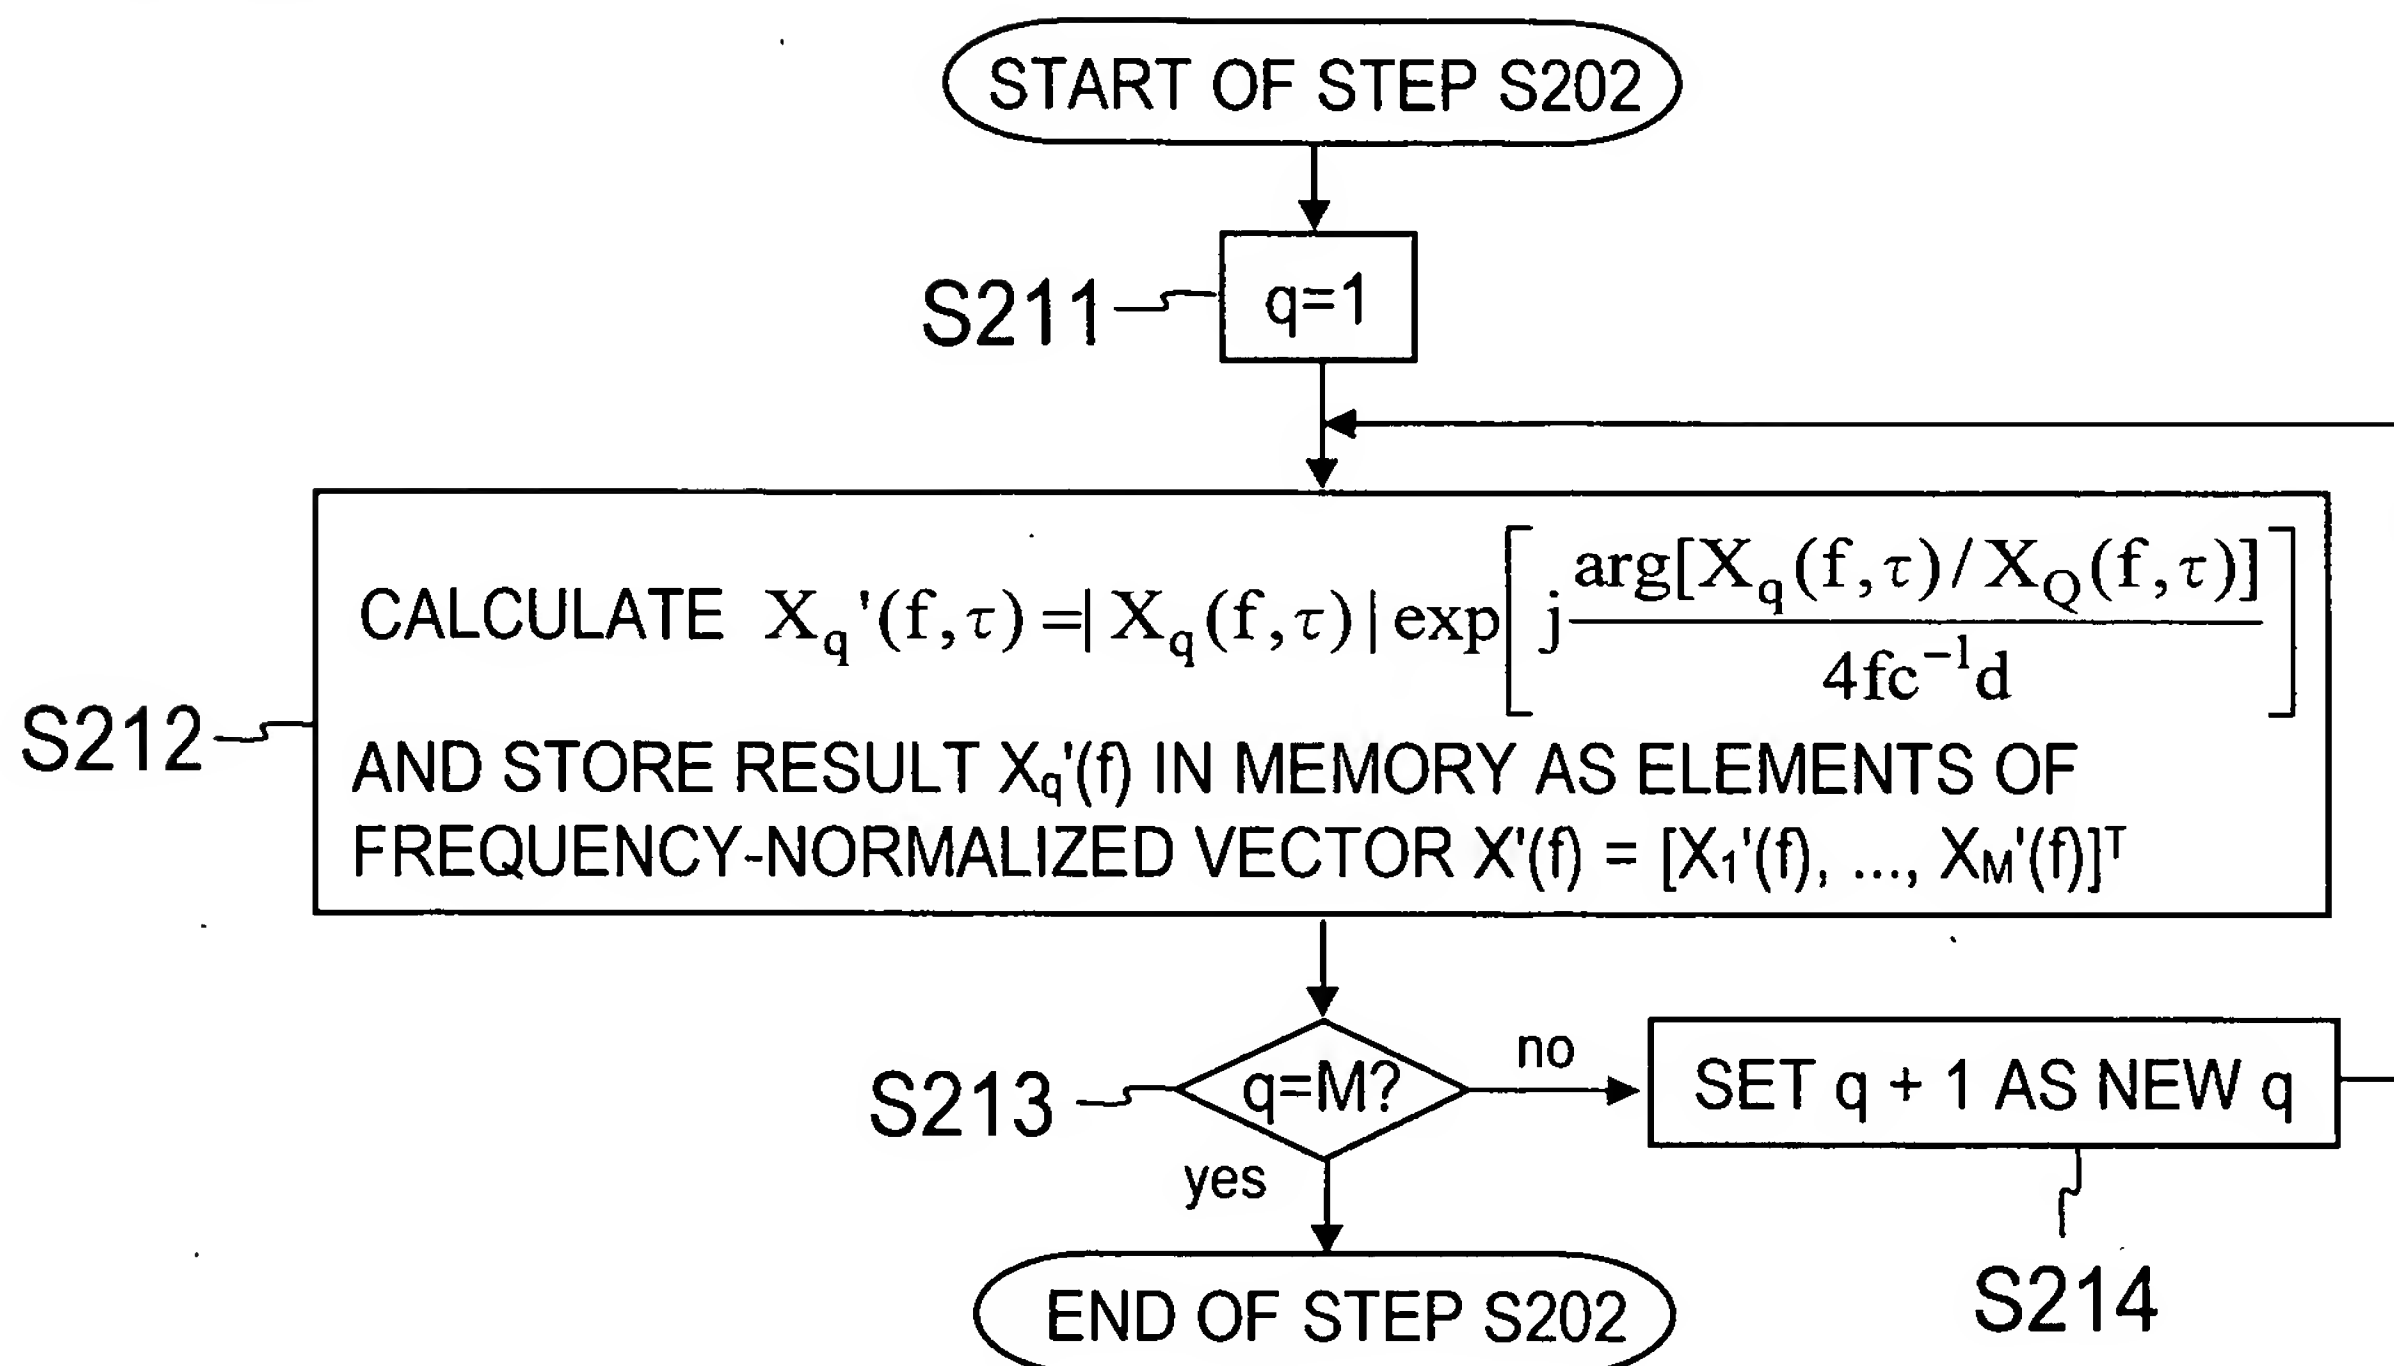 START OF STEP S202
S211
q=1
CALCULATE X_q'(f,τ)=|X_q(f,τ)|exp[j arg[X_q(f,τ)/X_Q(f,τ)] / 4fc⁻¹d]
S212
AND STORE RESULT X_q'(f) IN MEMORY AS ELEMENTS OF
FREQUENCY-NORMALIZED VECTOR X'(f) = [X₁'(f), ..., X_M'(f)]ᵀ
S213
q=M?
no
SET q + 1 AS NEW q
yes
S214
END OF STEP S202